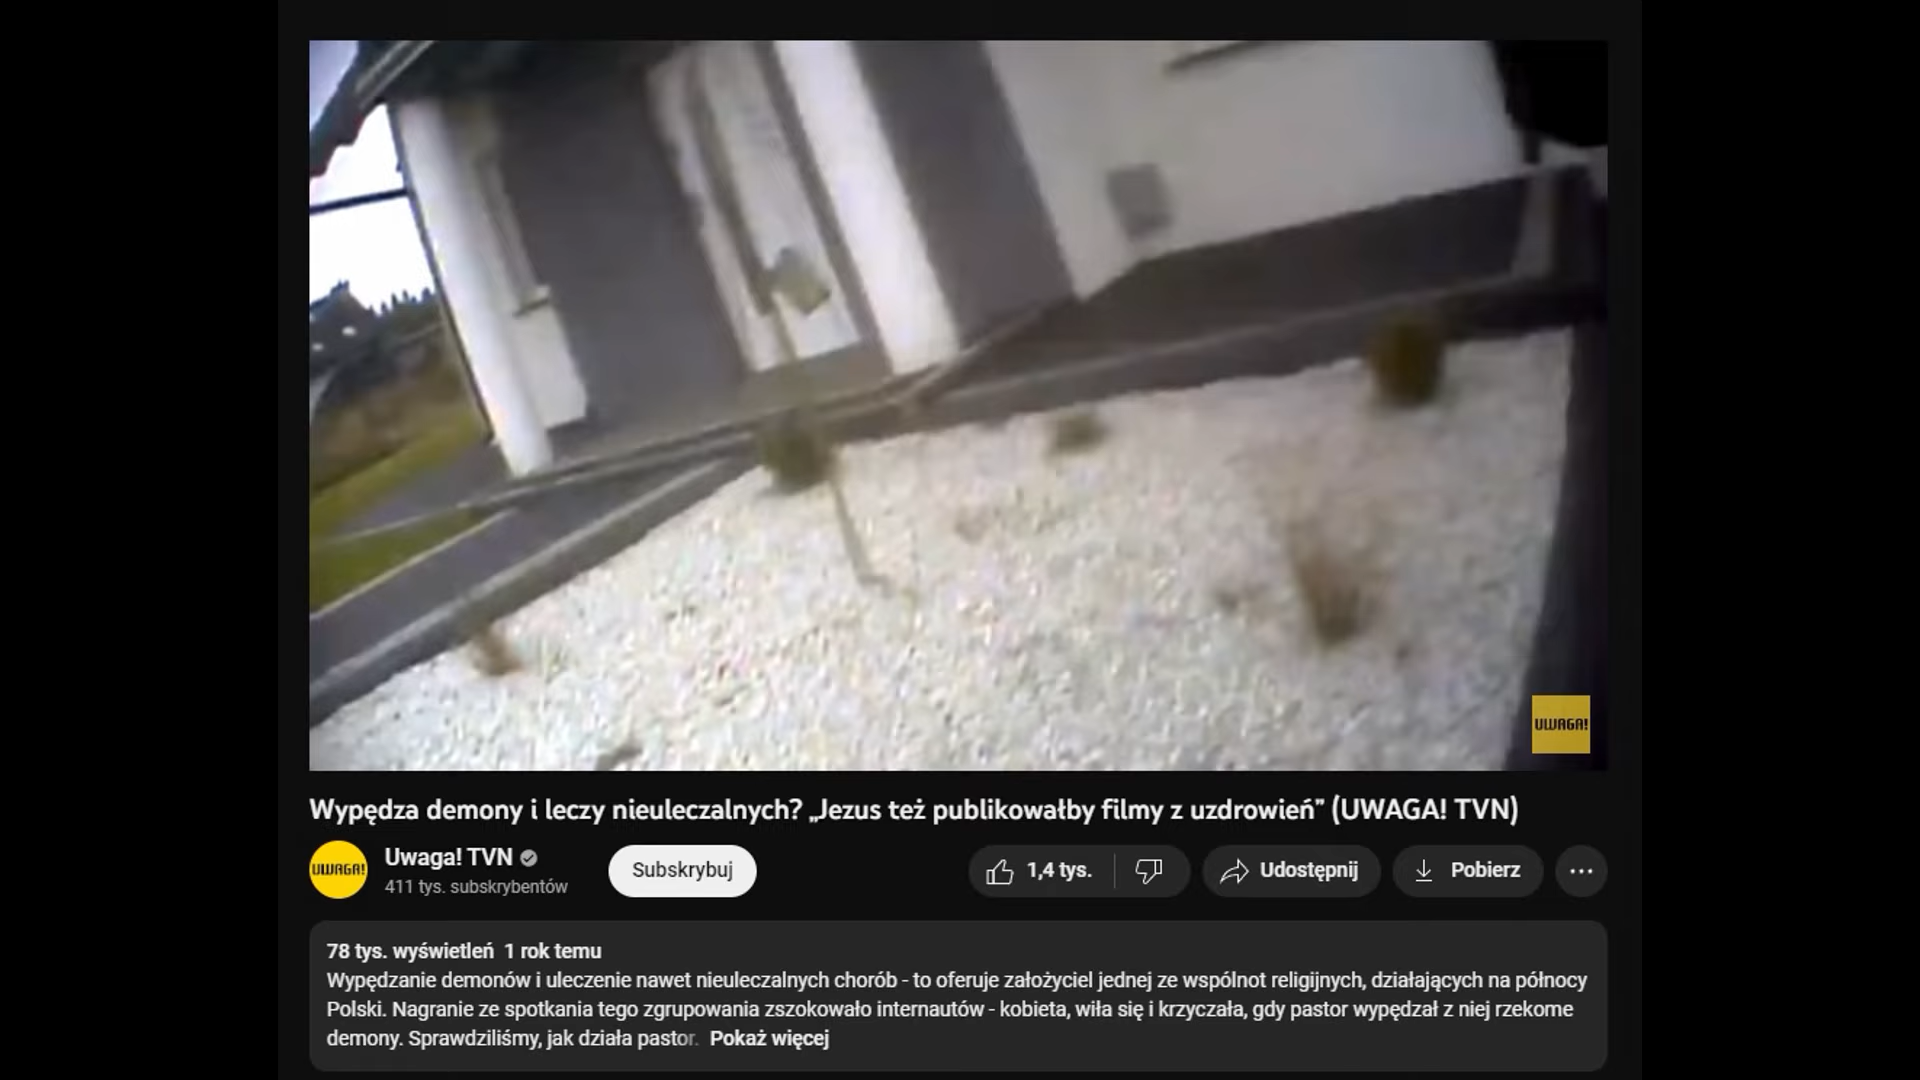 UWAGA!
Wypędza demony i leczy nieuleczalnych? „Jezus też publikowałby filmy z uzdrowień” (UWAGA! TVN)
UWAGA!
Uwaga! TVN
411 tys. subskrybentów
Subskrybuj
1,4 tys.
Udostępnij
Pobierz
78 tys. wyświetleń 1 rok temu
Wypędzanie demonów i uleczenie nawet nieuleczalnych chorób - to oferuje założyciel jednej ze wspólnot religijnych, działających na północy
Polski. Nagranie ze spotkania tego zgrupowania zszokowało internautów - kobieta, wiła się i krzyczała, gdy pastor wypędzał z niej rzekome
demony. Sprawdziliśmy, jak działa pastor. Pokaż więcej